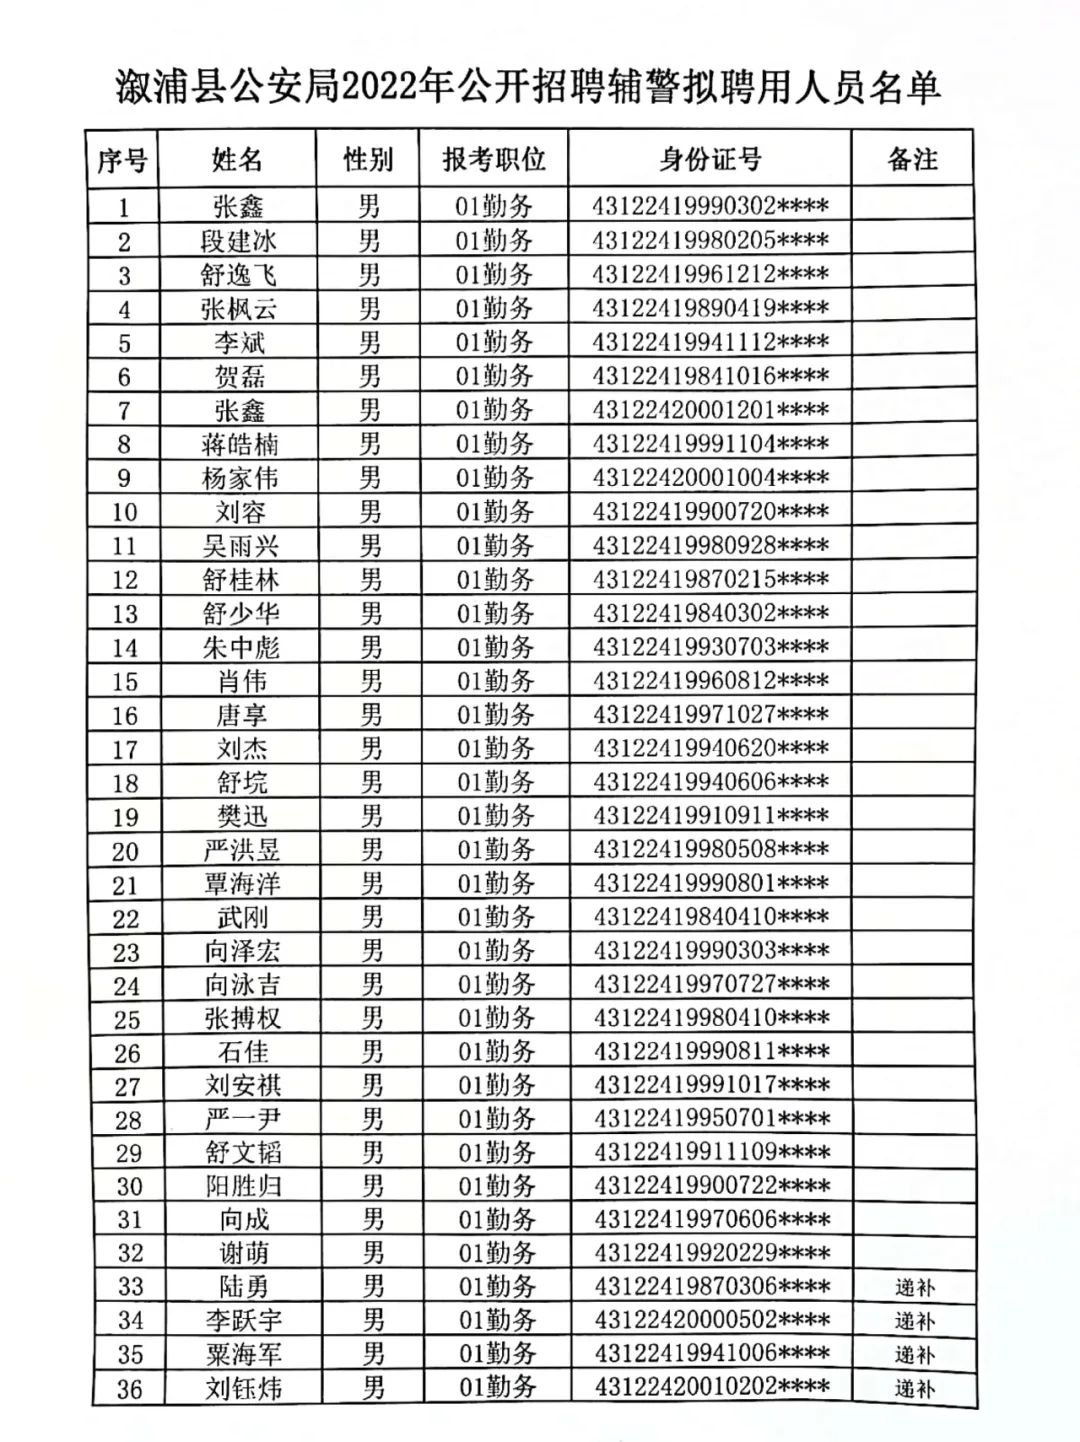 溆浦县公安局2022年公开招聘辅警拟聘用人员名单
序号 姓名 性别 报考职位 身份证号 备注
1 张鑫 男 01勤务 43122419990302****
2 段建冰 男 01勤务 43122419980205****
3 舒逸飞 男 01勤务 43122419961212****
4 张枫云 男 01勤务 43122419890419****
5 李斌 男 01勤务 43122419941112****
6 贺磊 男 01勤务 43122419841016****
7 张鑫 男 01勤务 43122420001201****
8 蒋皓楠 男 01勤务 43122419991104****
9 杨家伟 男 01勤务 43122420001004****
10 刘容 男 01勤务 43122419900720****
11 吴雨兴 男 01勤务 43122419980928****
12 舒桂林 男 01勤务 43122419870215****
13 舒少华 男 01勤务 43122419840302****
14 朱中彪 男 01勤务 43122419930703****
15 肖伟 男 01勤务 43122419960812****
16 唐享 男 01勤务 43122419971027****
17 刘杰 男 01勤务 43122419940620****
18 舒垸 男 01勤务 43122419940606****
19 樊迅 男 01勤务 43122419910911****
20 严洪昱 男 01勤务 43122419980508****
21 覃海洋 男 01勤务 43122419990801****
22 武刚 男 01勤务 43122419840410****
23 向泽宏 男 01勤务 43122419990303****
24 向泳吉 男 01勤务 43122419970727****
25 张搏权 男 01勤务 43122419980410****
26 石佳 男 01勤务 43122419990811****
27 刘安祺 男 01勤务 43122419991017****
28 严一尹 男 01勤务 43122419950701****
29 舒文韬 男 01勤务 43122419911109****
30 阳胜归 男 01勤务 43122419900722****
31 向成 男 01勤务 43122419970606****
32 谢萌 男 01勤务 43122419920229****
33 陆勇 男 01勤务 43122419870306**** 递补
34 李跃宇 男 01勤务 43122420000502**** 递补
35 粟海军 男 01勤务 43122419941006**** 递补
36 刘钰炜 男 01勤务 43122420010202**** 递补